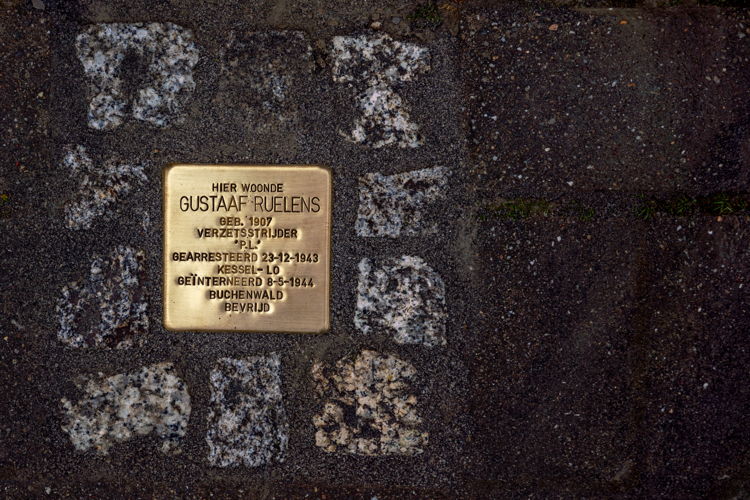 HIER WOONDE
GUSTAAF RUELENS
GEB. 1907
VERZETSSTRIJDER
"P.L."
GEARRESTEERD 23-12-1943
KESSEL-LO
GEÏNTERNEERD 8-5-1944
BUCHENWALD
BEVRIJD